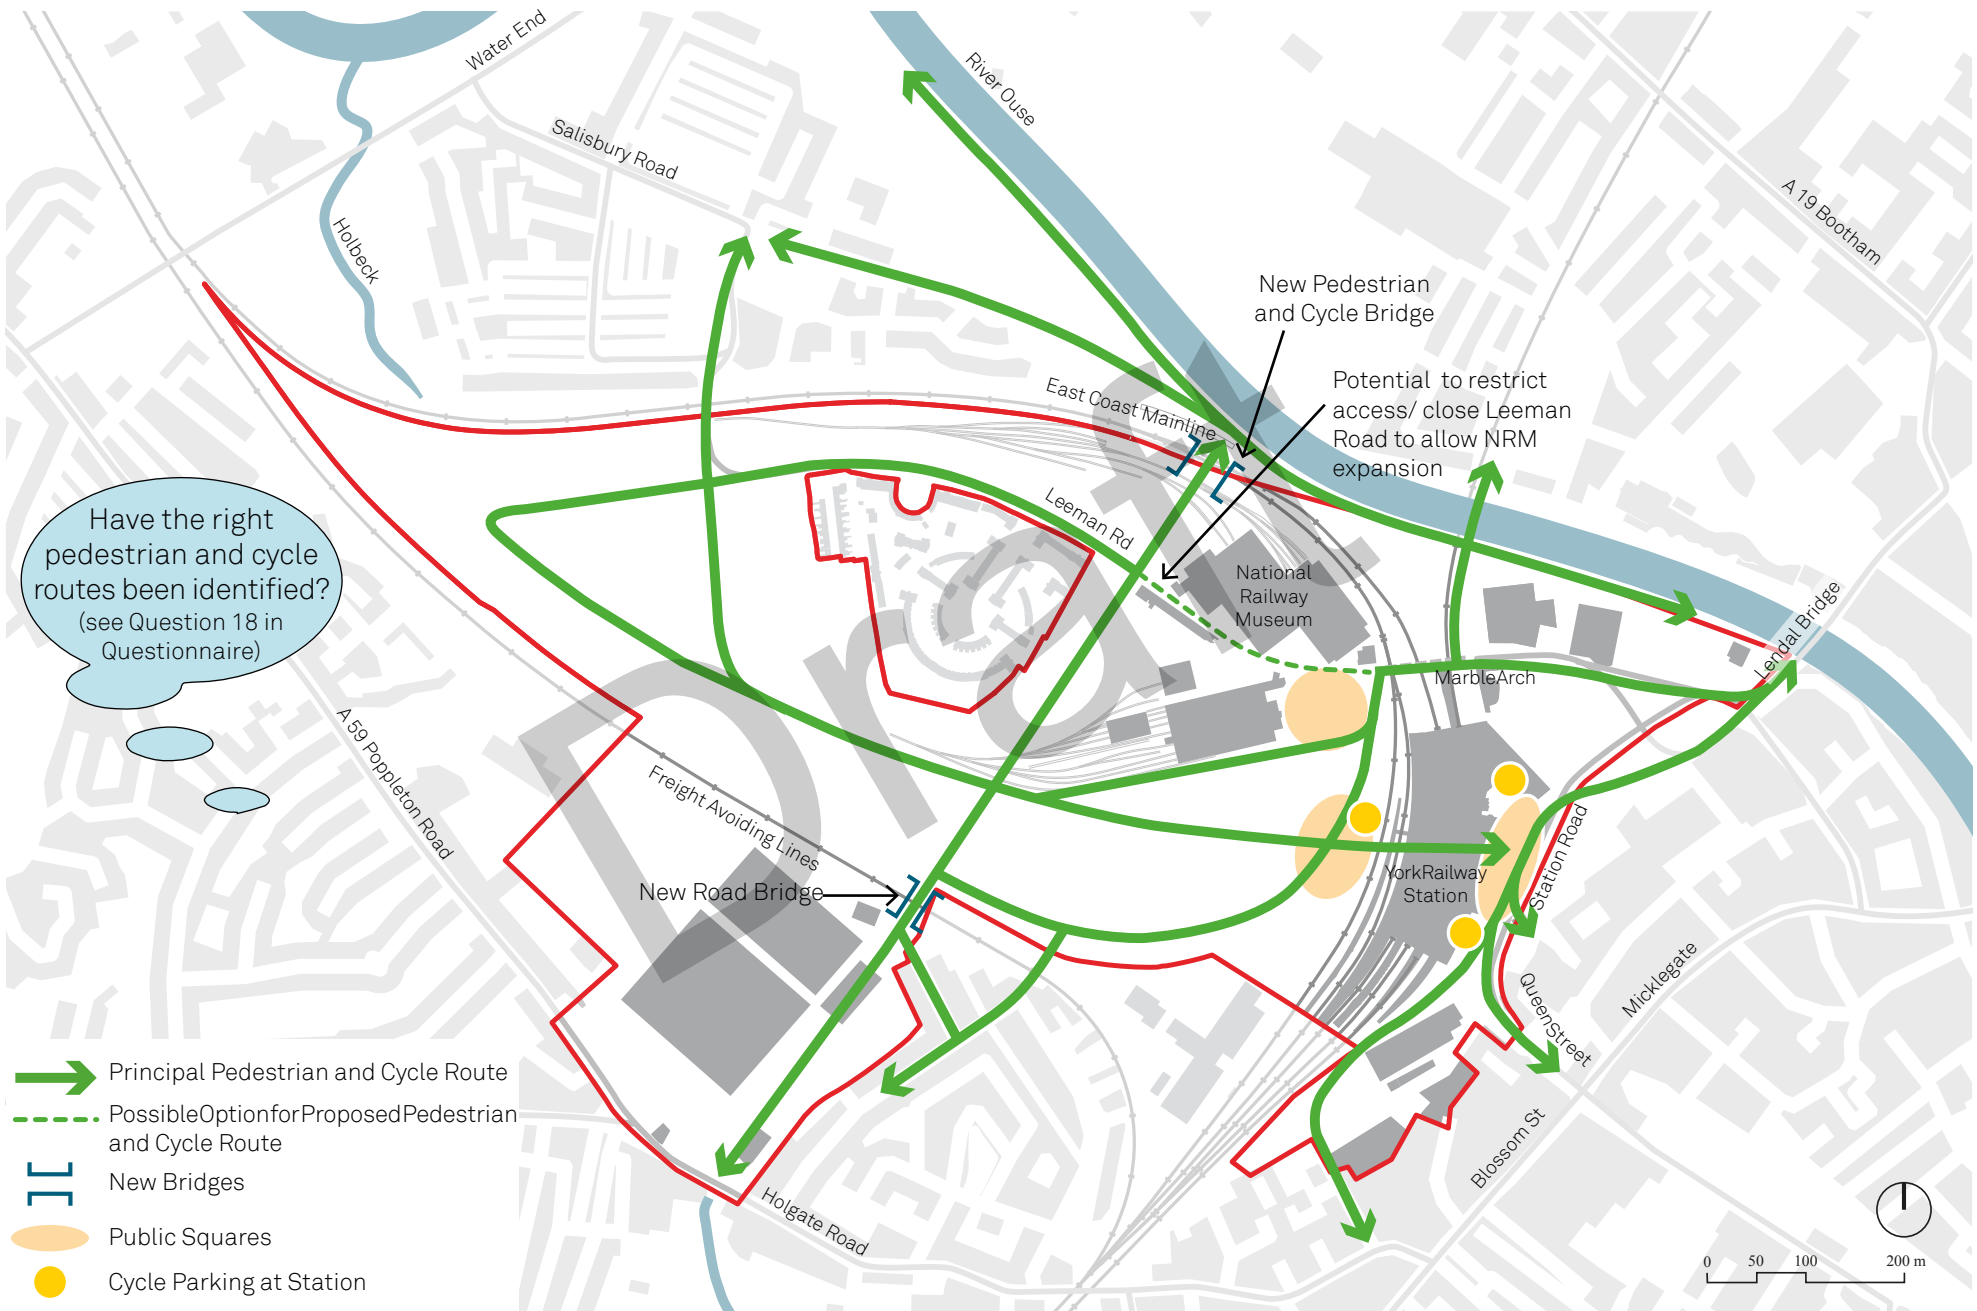 Water End
River Ouse
Salisbury Road
A 19 Bootham
Holbeck
New Pedestrian
and Cycle Bridge
Potential to restrict
access/ close Leeman
Road to allow NRM
expansion
East Coast Mainline
Leeman Rd
Have the right
pedestrian and cycle
routes been identified?
(see Question 18 in
Questionnaire)
National
Railway
Museum
Lendal Bridge
MarbleArch
Draft
A 59 Poppleton Road
Freight Avoiding Lines
New Road Bridge
YorkRailway
Station
Station Road
Micklegate
QueenStreet
Blossom St
Holgate Road
Principal Pedestrian and Cycle Route
PossibleOptionforProposedPedestrian
and Cycle Route
New Bridges
Public Squares
Cycle Parking at Station
0 50 100 200 m